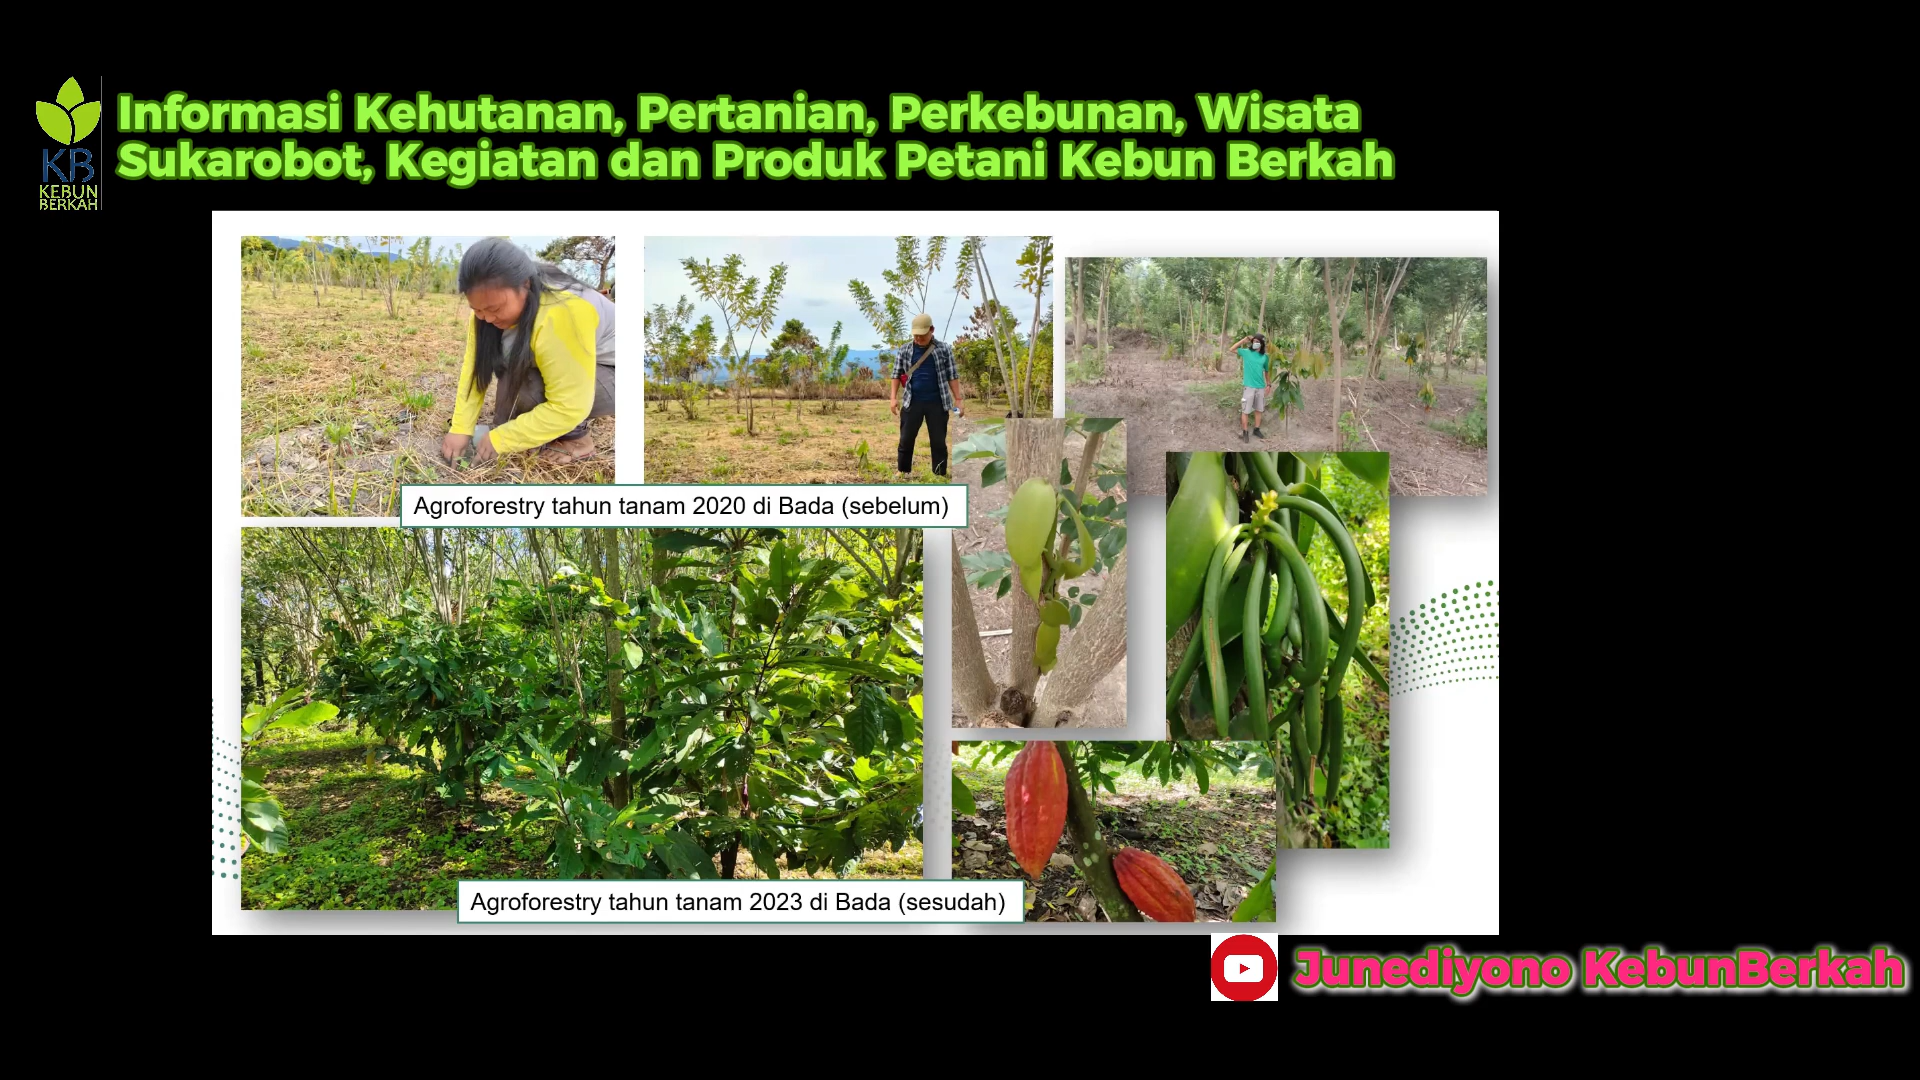 Informasi Kehutanan, Pertanian, Perkebunan, Wisata
Sukarobot, Kegiatan dan Produk Petani Kebun Berkah
KB
KEBUN
BERKAH
Agroforestry tahun tanam 2020 di Bada (sebelum)
Agroforestry tahun tanam 2023 di Bada (sesudah)
Junediyono KebunBerkah